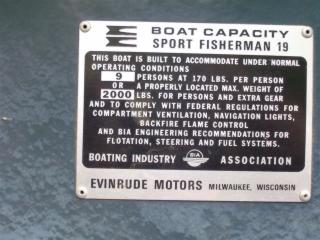 BOAT CAPACITY
SPORT FISHERMAN 19
THIS BOAT IS BUILT TO ACCOMMODATE UNDER NORMAL
OPERATING CONDITIONS
9 PERSONS AT 170 LBS. PER PERSON
OR A PROPERLY LOCATED MAX. WEIGHT OF
2000 LBS. FOR PERSONS AND EXTRA GEAR
AND TO COMPLY WITH FEDERAL REGULATIONS FOR
COMPARTMENT VENTILATION, NAVIGATION LIGHTS,
BACKFIRE FLAME CONTROL
AND BIA ENGINEERING RECOMMENDATIONS FOR
FLOTATION, STEERING AND FUEL SYSTEMS.
BOATING INDUSTRY BIA ASSOCIATION
EVINRUDE MOTORS MILWAUKEE, WISCONSIN